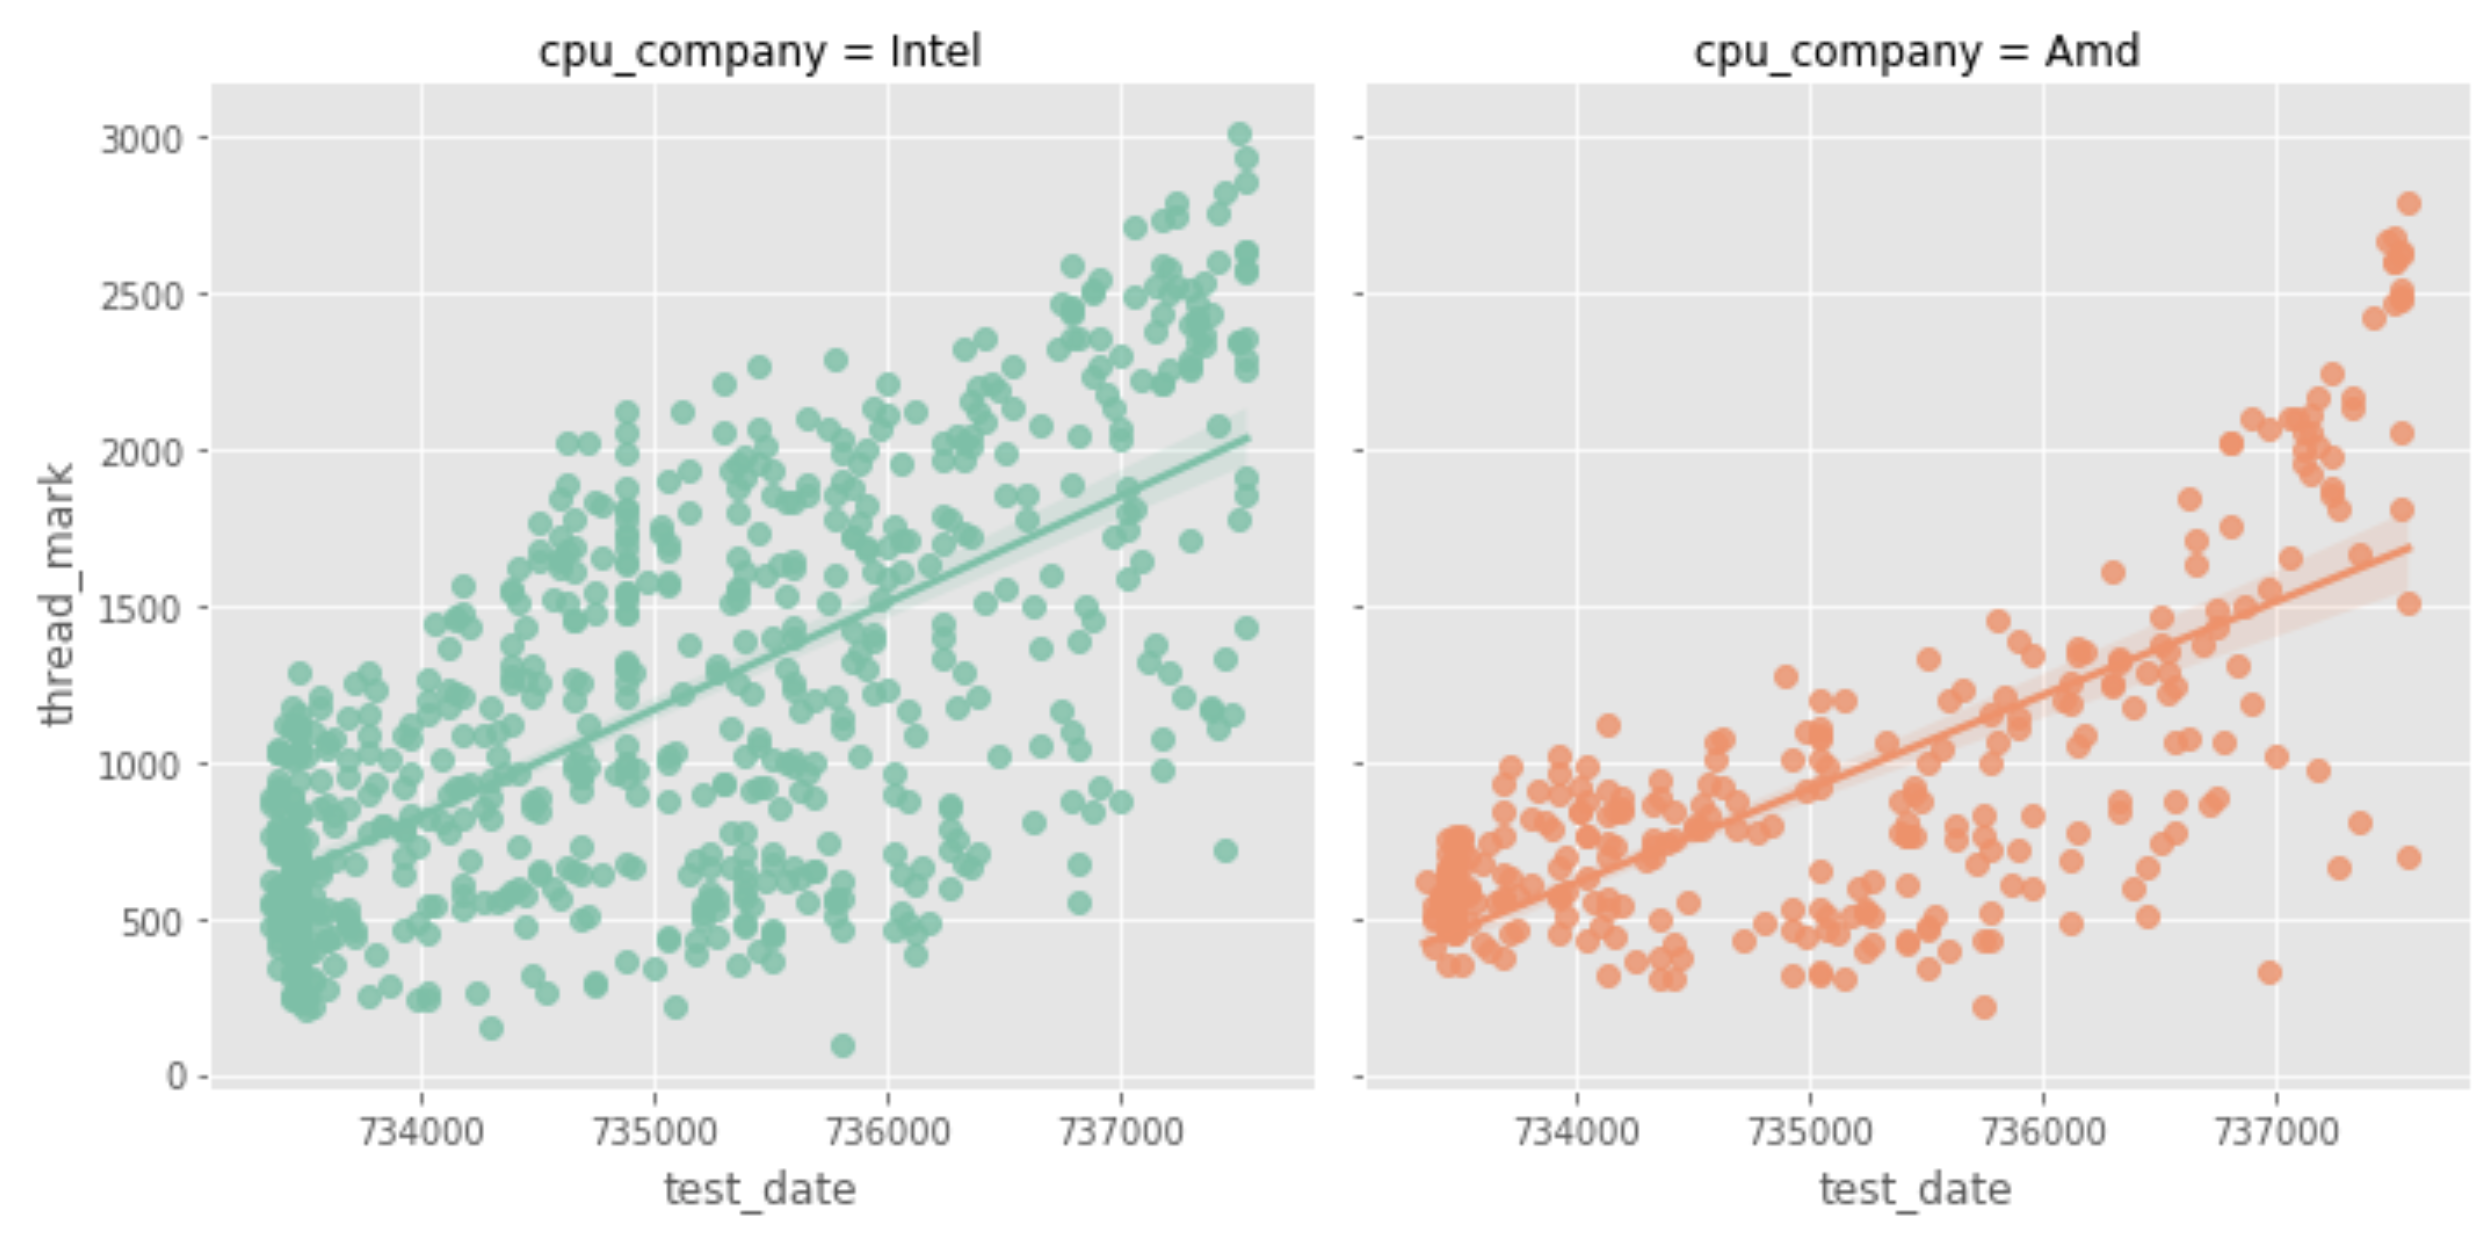 cpu_company = Intel
cpu_company = Amd
thread_mark
3000
2500
2000
1500
1000
500
0
734000 735000 736000 737000
734000 735000 736000 737000
test_date
test_date